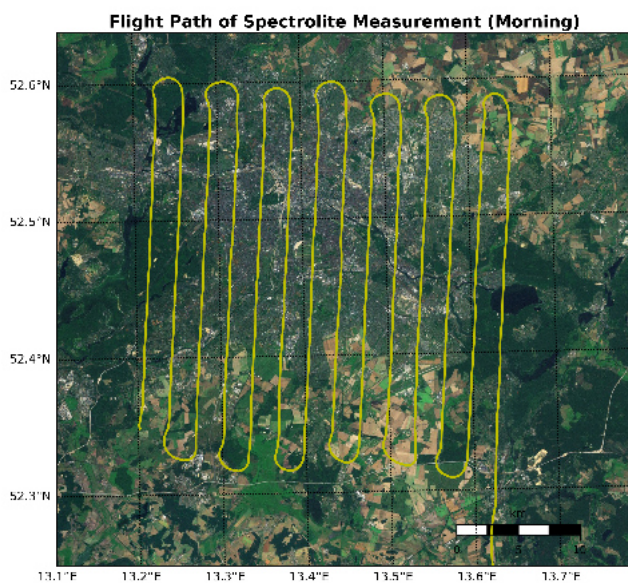 Flight Path of Spectrolite Measurement (Morning)
52.6°N
52.5°N
52.4°N
52.3°N
km
0 10
13.1°E 13.2°E 13.3°E 13.4°E 13.5°E 13.6°E 13.7°E